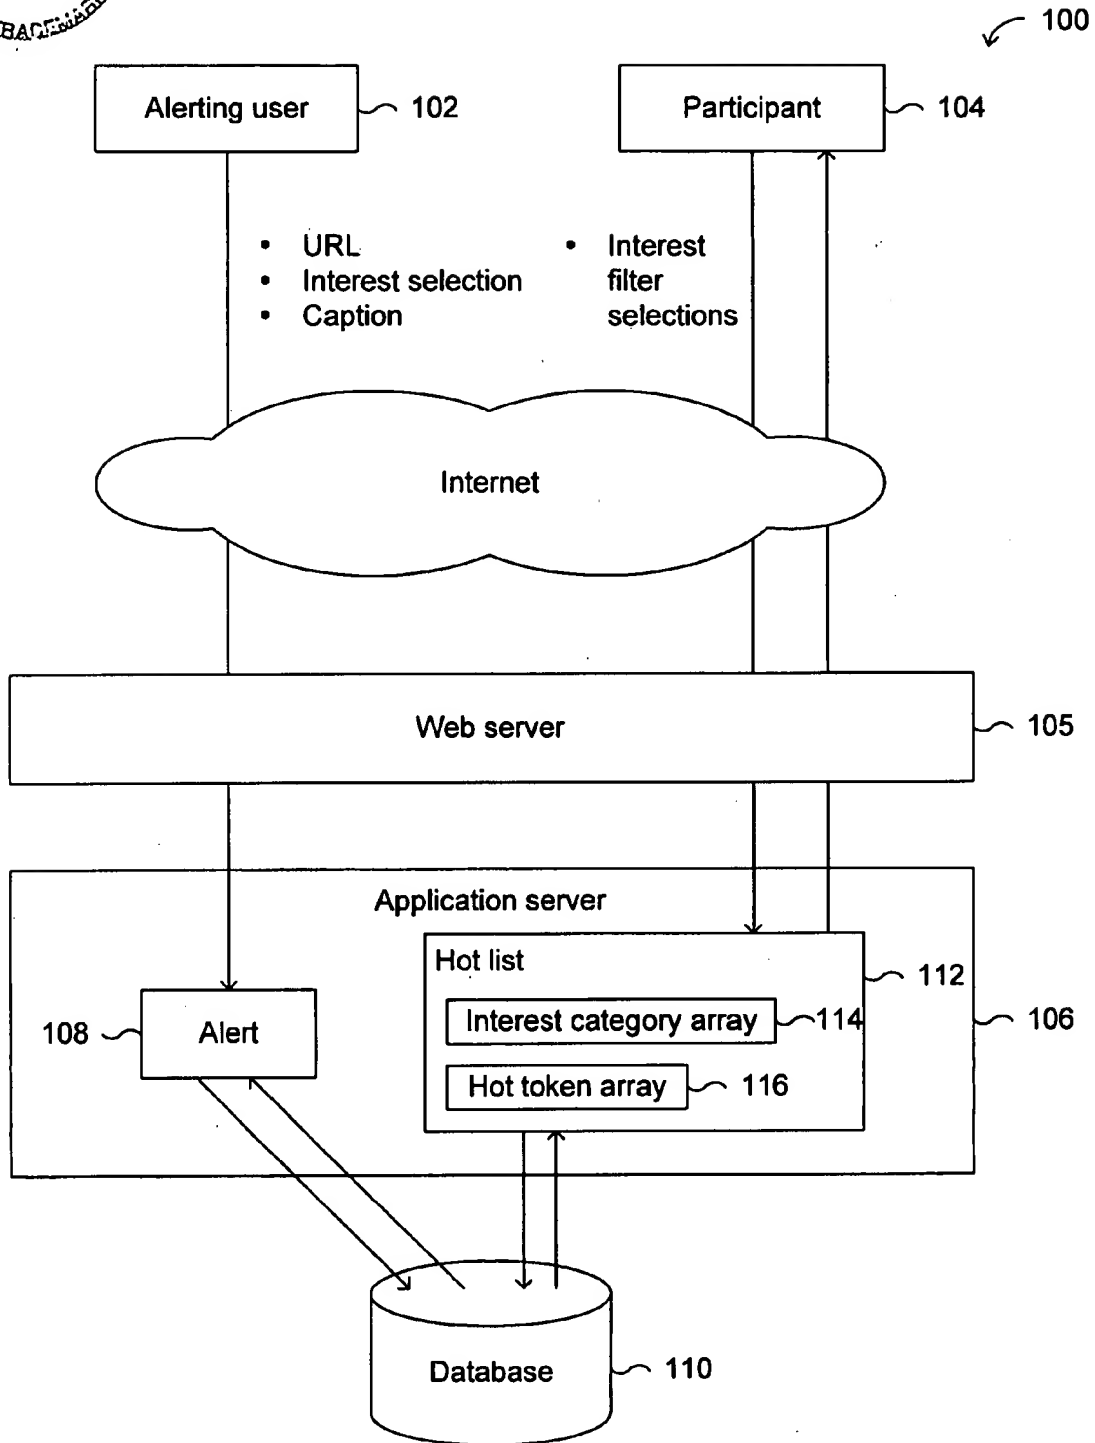 100
Alerting user
102
Participant
104
• URL
• Interest selection
• Caption
• Interest
filter
selections
Internet
Web server
105
Application server
Hot list
112
Interest category array
114
106
108
Alert
Hot token array
116
Database
110